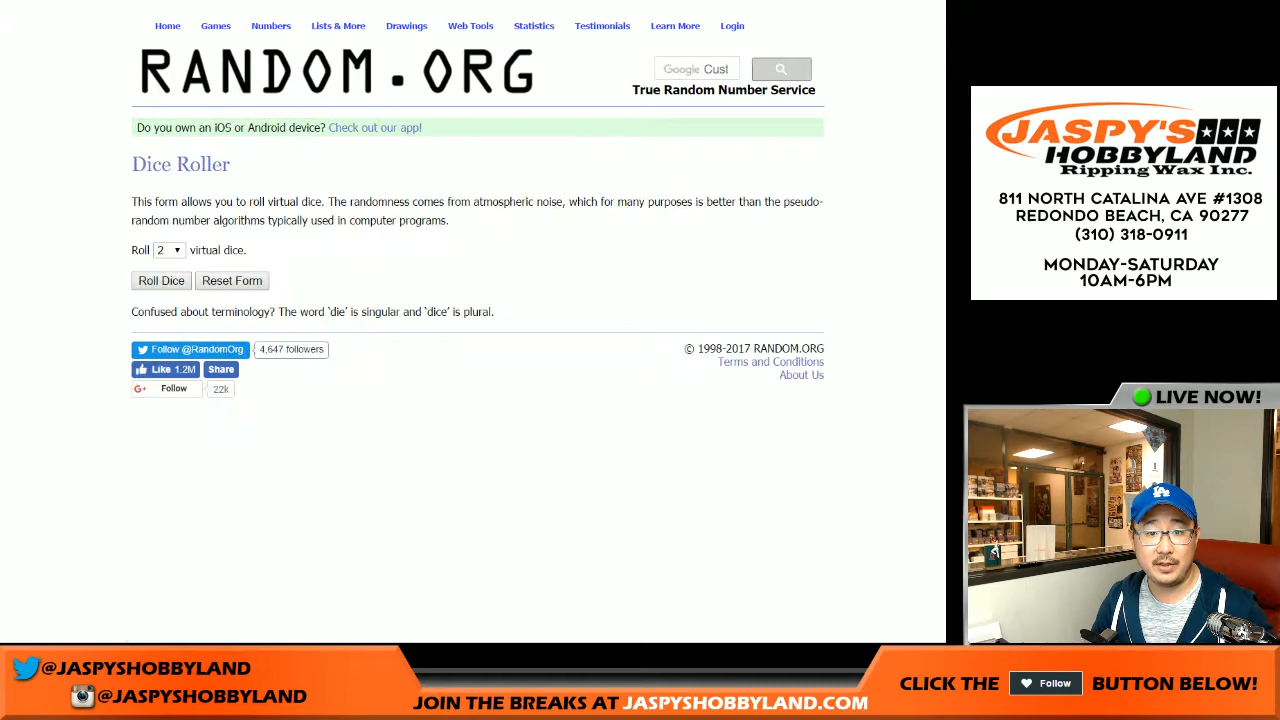 Home Games Numbers Lists & More Drawings Web Tools Statistics Testimonials Learn More Login
RANDOM.ORG
Google Cust
True Random Number Service
Do you own an iOS or Android device? Check out our app!
Dice Roller
This form allows you to roll virtual dice. The randomness comes from atmospheric noise, which for many purposes is better than the pseudo-
random number algorithms typically used in computer programs.
Roll 2 virtual dice.
Roll Dice Reset Form
Confused about terminology? The word 'die' is singular and 'dice' is plural.
Follow @RandomOrg 4,647 followers
Like 1.2M Share
G+ Follow 22k
© 1998-2017 RANDOM.ORG
Terms and Conditions
About Us
JASPY'S
HOBBYLAND
Ripping Wax Inc.
811 NORTH CATALINA AVE #1308
REDONDO BEACH, CA 90277
(310) 318-0911
MONDAY-SATURDAY
10AM-6PM
LIVE NOW!
LA
@JASPYSHOBBYLAND
@JASPYSHOBBYLAND
JOIN THE BREAKS AT JASPYSHOBBYLAND.COM
CLICK THE Follow BUTTON BELOW!